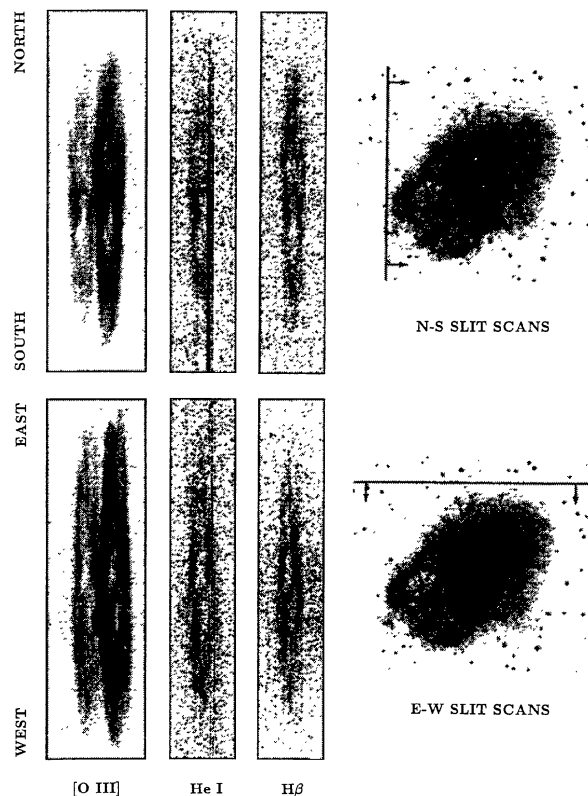 NORTH
SOUTH
N-S SLIT SCANS
EAST
WEST
E-W SLIT SCANS
[O III]
He I
Hβ